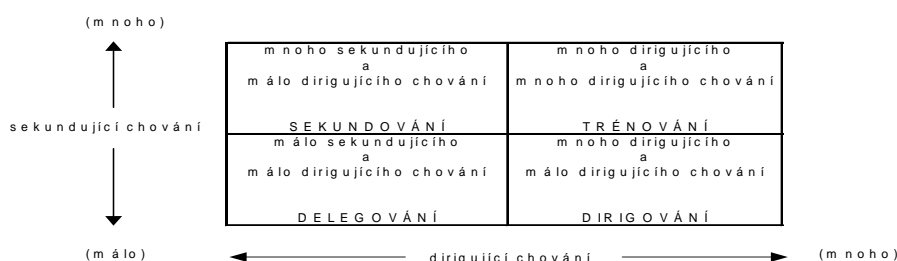 (mnoho)
mnoho sekundujícího
a
málo dirigujícího chování
SEKUNDOVÁNÍ
mnoho dirigujícího
a
mnoho dirigujícího chování
TRÉNOVÁNÍ
sekundující chování
málo sekundujícího
a
málo dirigujícího chování
DELEGOVÁNÍ
mnoho dirigujícího
a
málo dirigujícího chování
DIRIGOVÁNÍ
(málo)
dirigující chování
(mnoho)